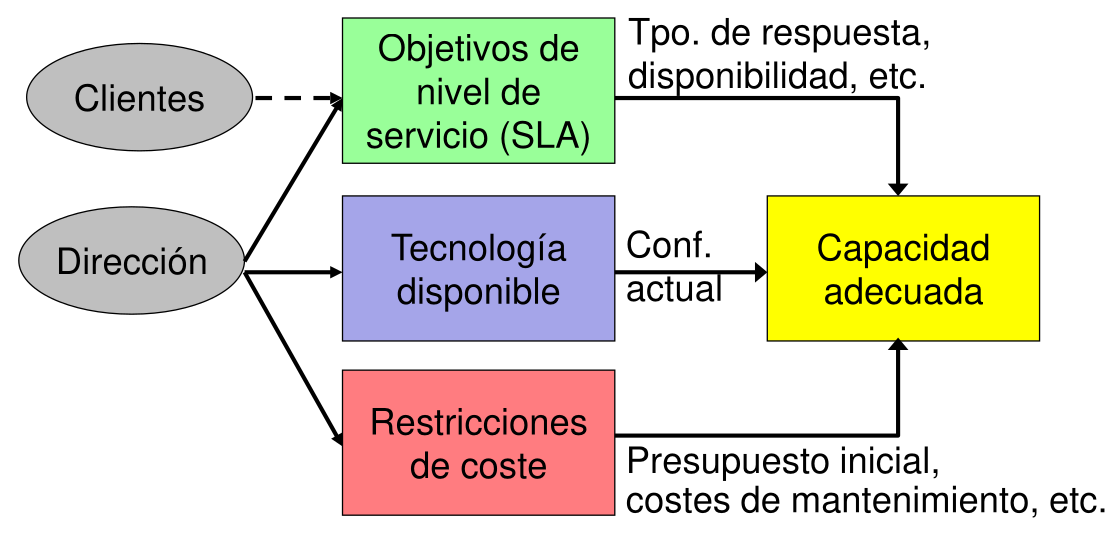 Clientes
Objetivos de
nivel de
servicio (SLA)
Tpo. de respuesta,
disponibilidad, etc.
Dirección
Tecnología
disponible
Conf.
actual
Capacidad
adecuada
Restricciones
de coste
Presupuesto inicial,
costes de mantenimiento, etc.